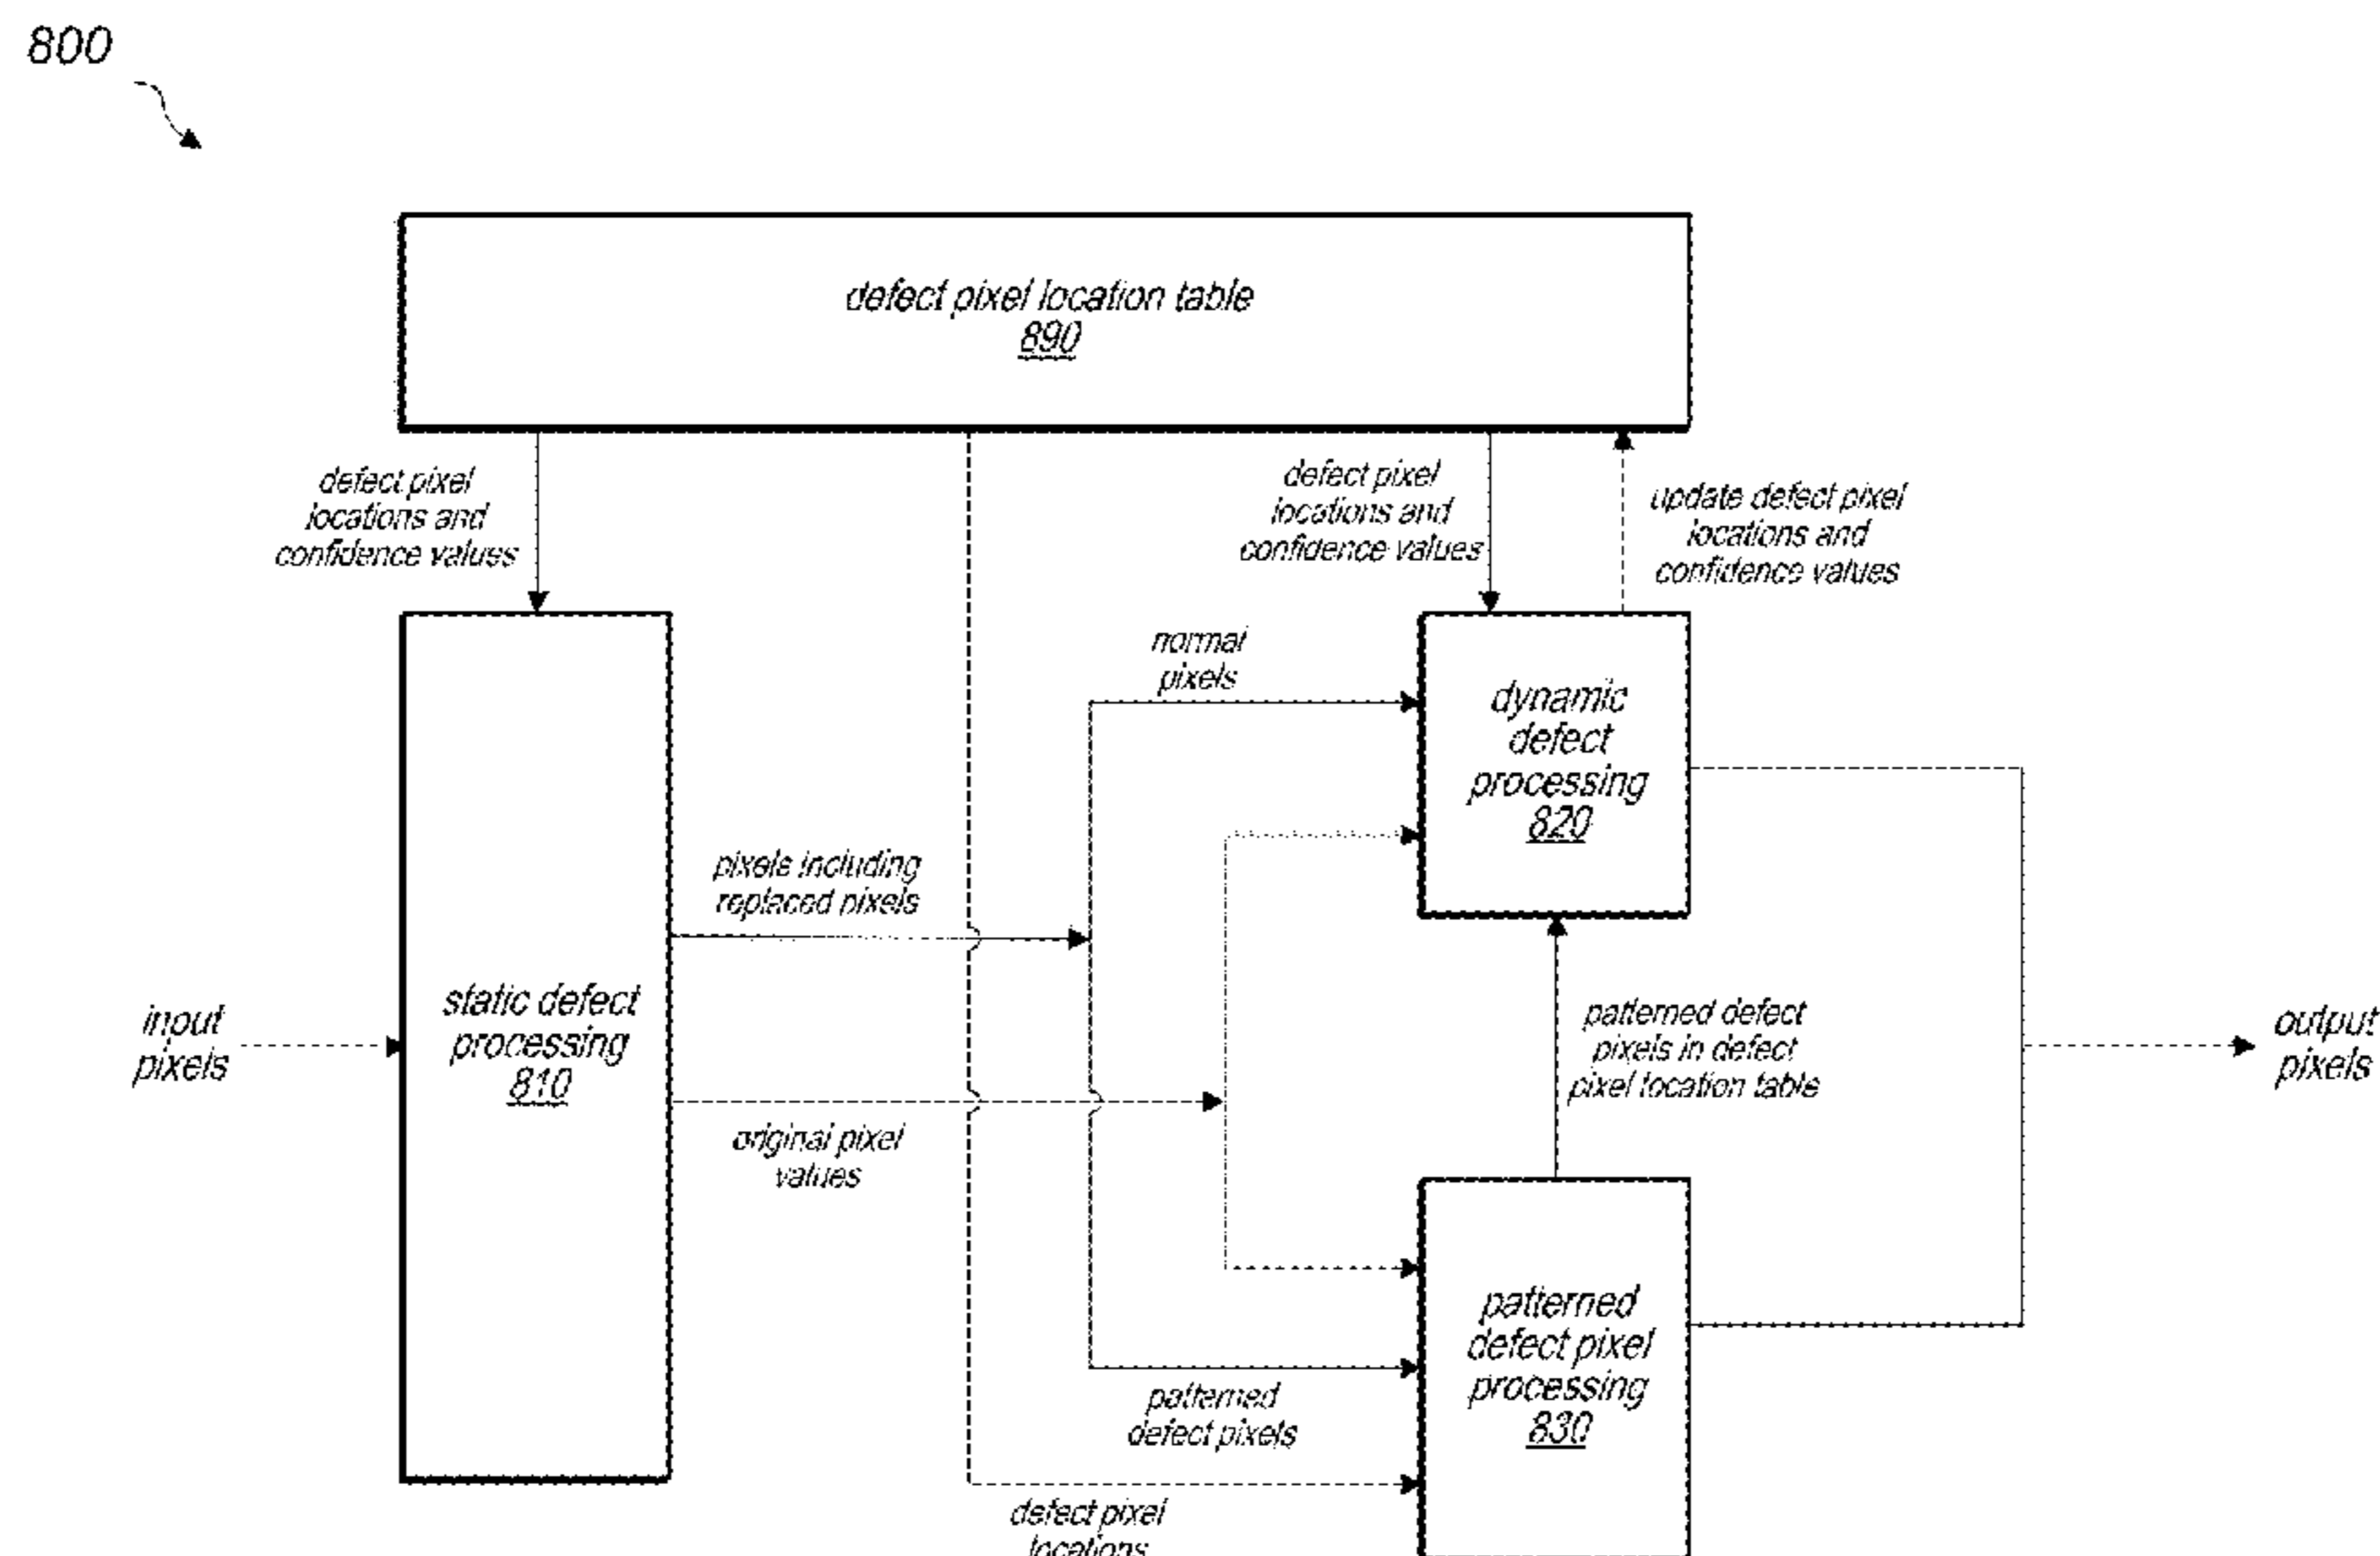 800
defect pixel location table
890
defect pixel
locations and
confidence values
defect pixel
locations and
confidence values
update defect pixel
locations and
confidence values
normal
pixels
dynamic
defect
processing
820
pixels including
replaced pixels
input
pixels
static defect
processing
810
original pixel
values
patterned defect
pixels in defect
pixel location table
output
pixels
patterned
defect pixel
processing
830
patterned
defect pixels
defect pixel
locations